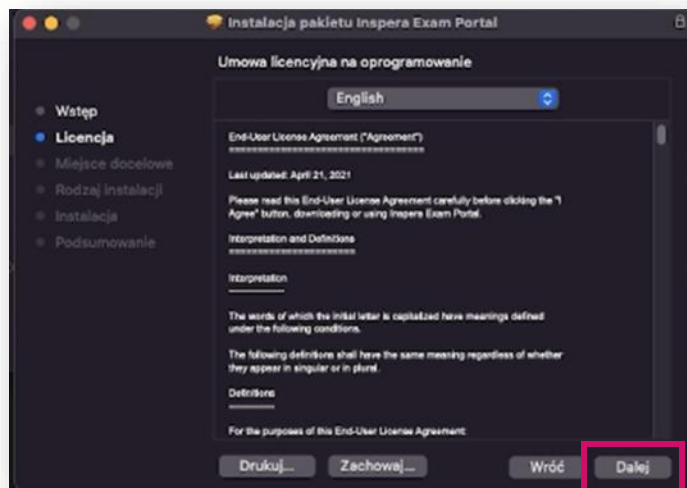 Instalacja pakietu Inspera Exam Portal
Umowa licencyjna na oprogramowanie
English
Wstęp
Licencja
Miejsce docelowe
Rodzaj instalacji
Instalacja
Podsumowanie
End-User License Agreement ("Agreement")
==================================
Last updated: April 21, 2021
Please read this End-User License Agreement carefully before clicking the "I
Agree" button, downloading or using Inspera Exam Portal.
Interpretation and Definitions
======================
Interpretation
-----------------
The words of which the initial letter is capitalized have meanings defined
under the following conditions.
The following definitions shall have the same meaning regardless of whether
they appear in singular or in plural.
Definitions
--------------
For the purposes of this End-User License Agreement:
Drukuj...
Zachowaj...
Wróć
Dalej